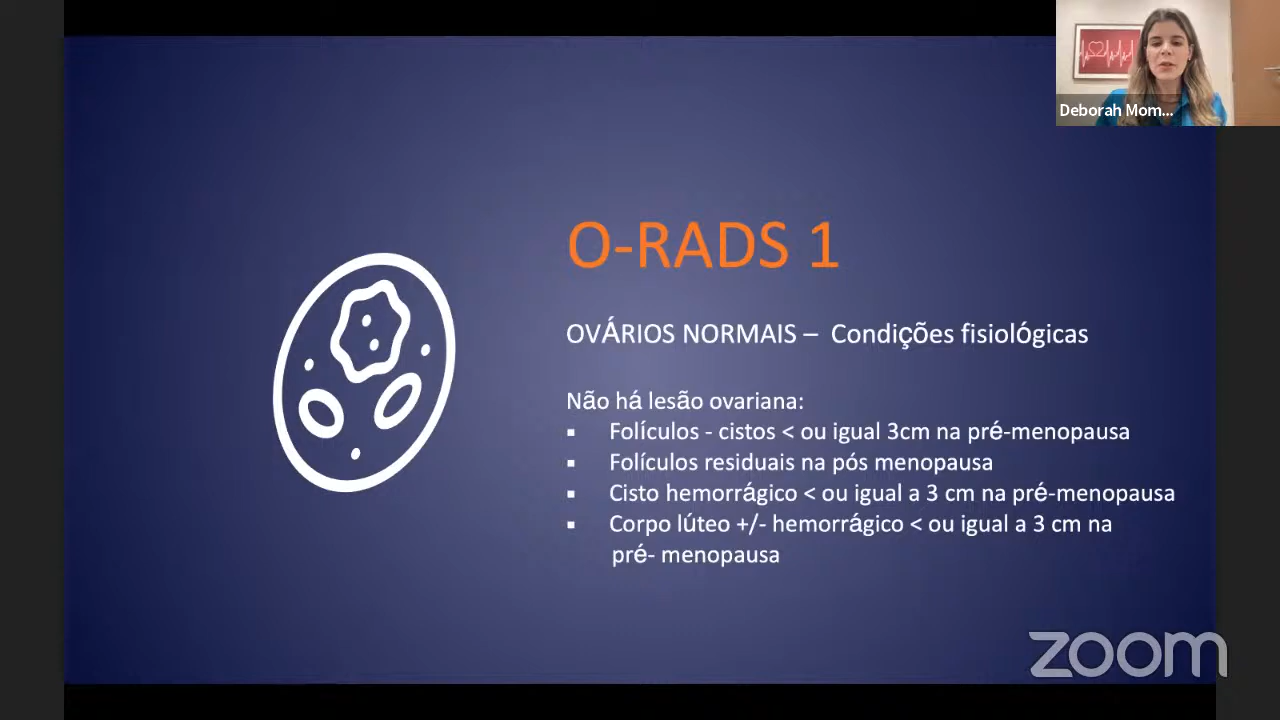 Deborah Mom...
O-RADS 1
OVÁRIOS NORMAIS – Condições fisiológicas
Não há lesão ovariana:
▪ Folículos - cistos < ou igual 3cm na pré-menopausa
▪ Folículos residuais na pós menopausa
▪ Cisto hemorrágico < ou igual a 3 cm na pré-menopausa
▪ Corpo lúteo +/- hemorrágico < ou igual a 3 cm na
pré- menopausa
zoom